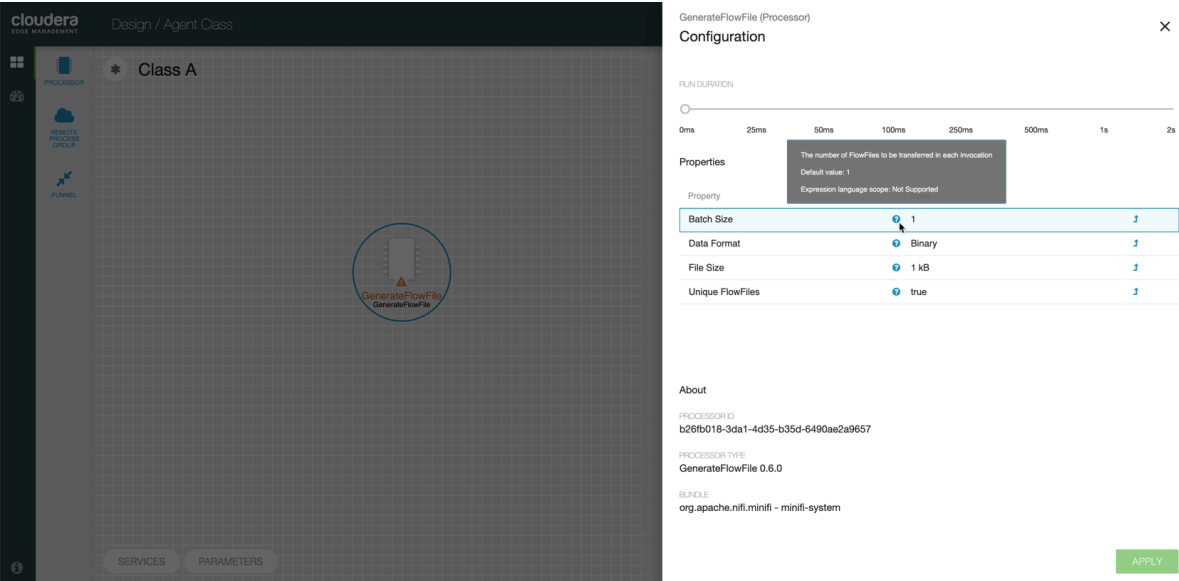 cloudera
EDGE MANAGEMENT
Design / Agent Class
PROCESSOR
REMOTE
PROCESS
GROUP
FUNNEL
Class A
GenerateFlowFile
GenerateFlowFile
SERVICES
PARAMETERS
GenerateFlowFile (Processor)
Configuration
RUN DURATION
0ms 25ms 50ms 100ms 250ms 500ms 1s 2s
Properties
The number of FlowFiles to be transferred in each invocation
Default value: 1
Expression language scope: Not Supported
Property
Batch Size 1
Data Format Binary
File Size 1 kB
Unique FlowFiles true
About
PROCESSOR ID
b26fb018-3da1-4d35-b35d-6490ae2a9657
PROCESSOR TYPE
GenerateFlowFile 0.6.0
BUNDLE
org.apache.nifi.minifi - minifi-system
APPLY